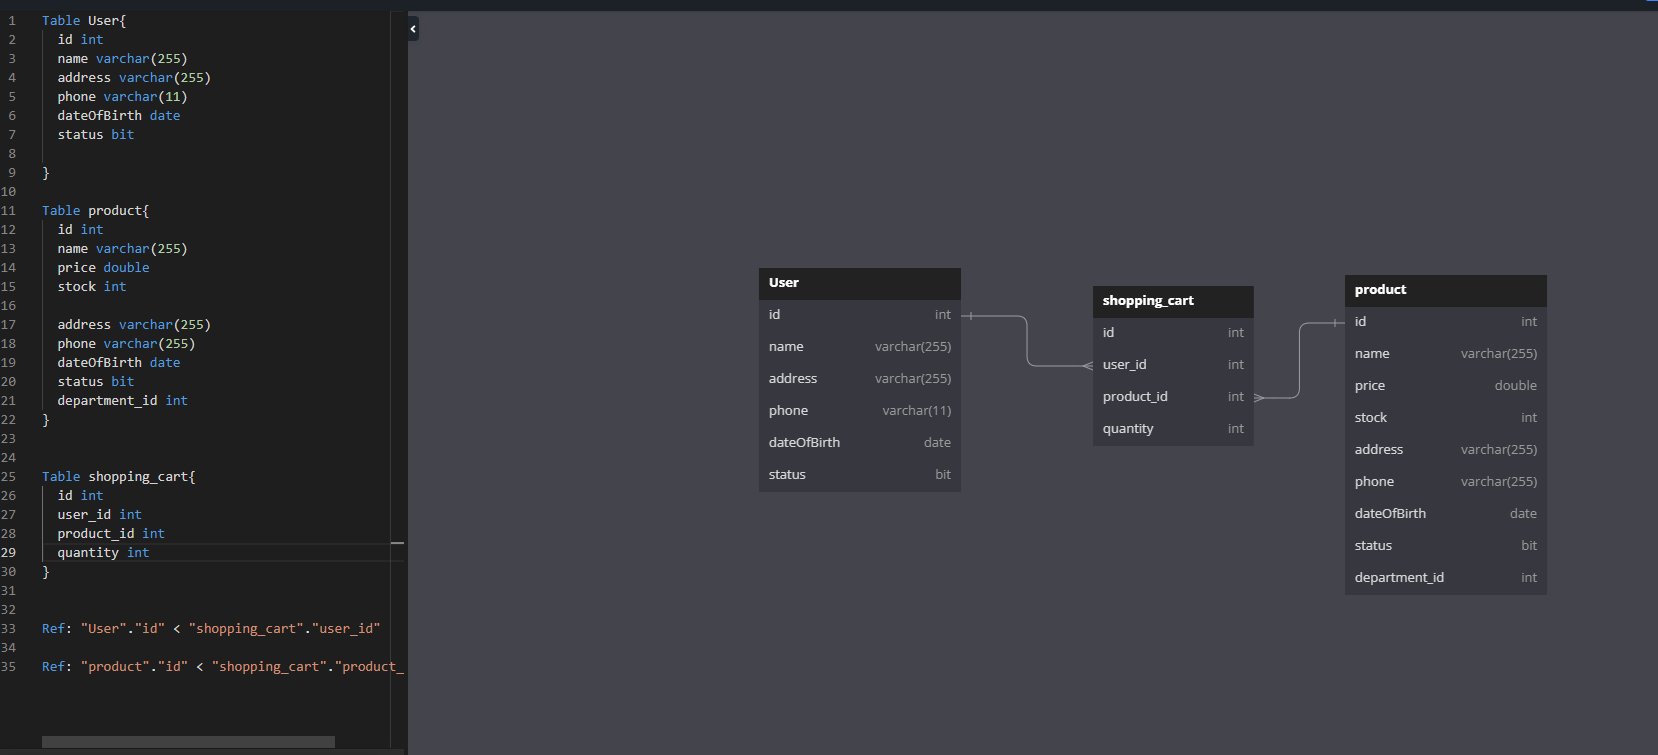 1 Table User{
2 id int
3 name varchar(255)
4 address varchar(255)
5 phone varchar(11)
6 dateOfBirth date
7 status bit
8
9 }
10
11 Table product{
12 id int
13 name varchar(255)
14 price double
15 stock int
16
17 address varchar(255)
18 phone varchar(255)
19 dateOfBirth date
20 status bit
21 department_id int
22 }
23
24
25 Table shopping_cart{
26 id int
27 user_id int
28 product_id int
29 quantity int
30 }
31
32
33 Ref: "User"."id" < "shopping_cart"."user_id"
34
35 Ref: "product"."id" < "shopping_cart"."product_
User
id int
name varchar(255)
address varchar(255)
phone varchar(11)
dateOfBirth date
status bit
shopping_cart
id int
user_id int
product_id int
quantity int
product
id int
name varchar(255)
price double
stock int
address varchar(255)
phone varchar(255)
dateOfBirth date
status bit
department_id int